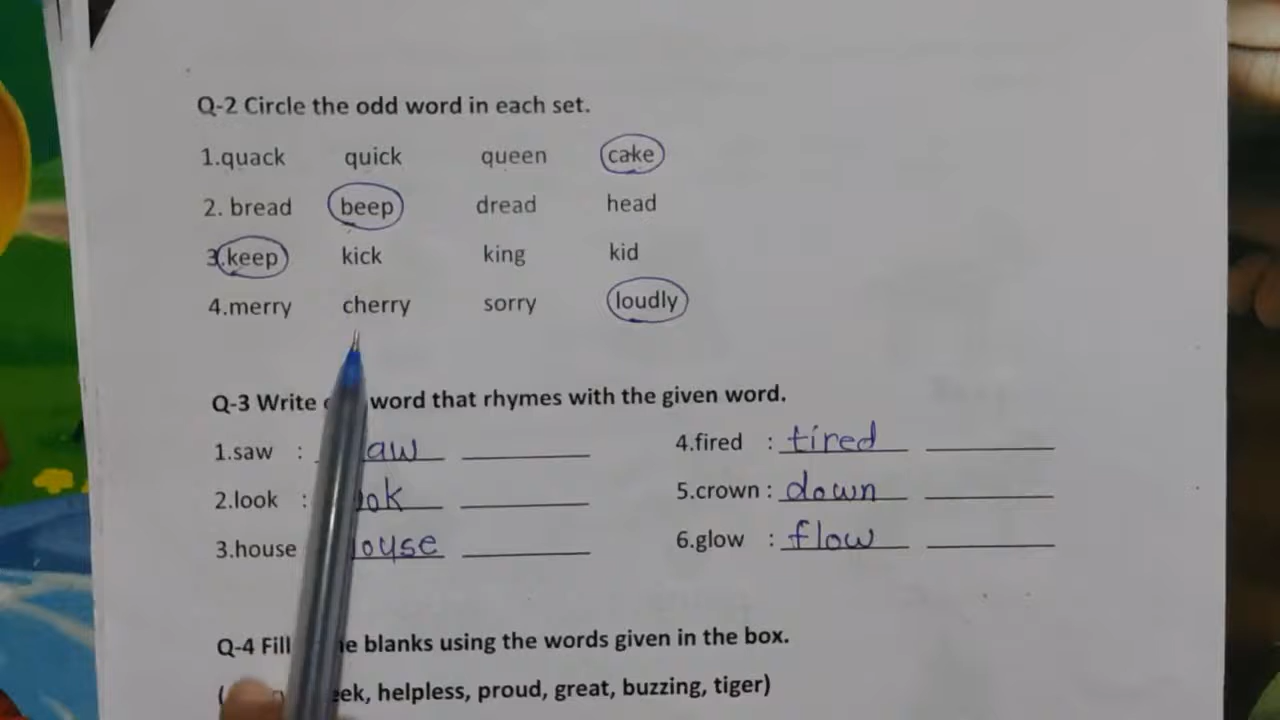 Q-2 Circle the odd word in each set.
1.quack quick queen cake
2. bread beep dread head
3.keep kick king kid
4.merry cherry sorry loudly
Q-3 Write word that rhymes with the given word.
1.saw : aw 4.fired : tired
2.look : ok 5.crown : down
3.house ouse 6.glow : flow
Q-4 Fill blanks using the words given in the box.
helpless, proud, great, buzzing, tiger)